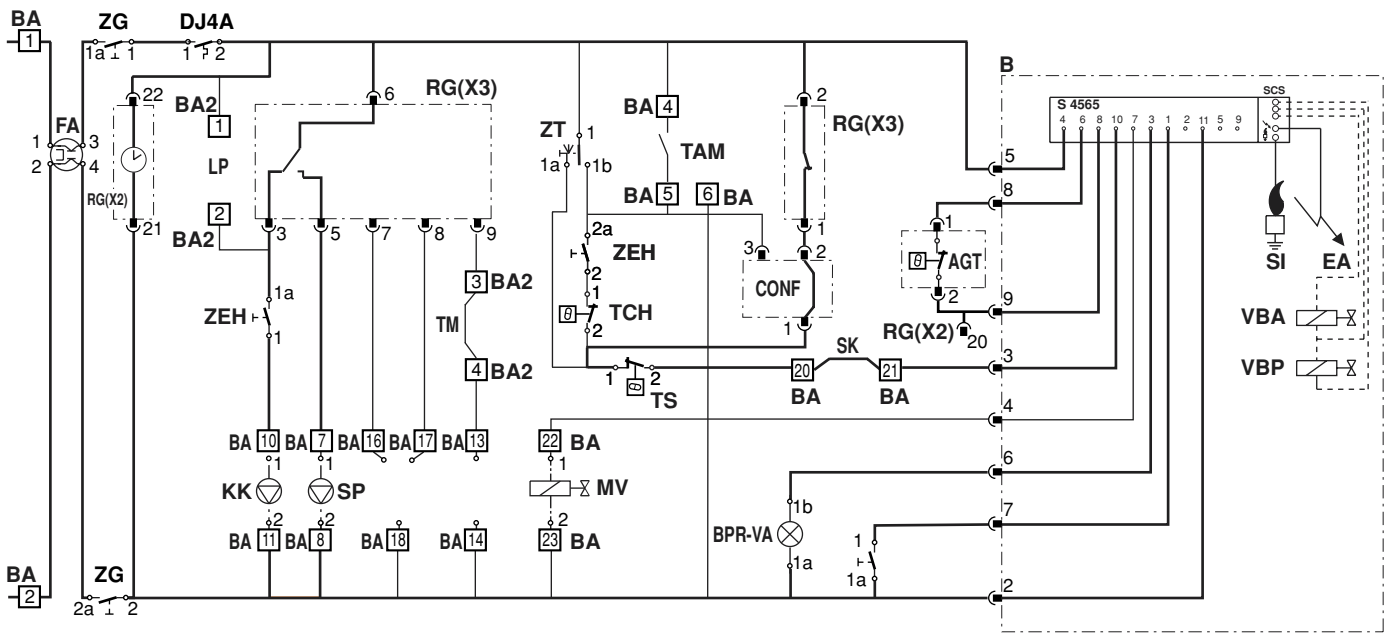 BA ZG DJ4A
1
1a 1 1 2
B
22 6 RG(X3) 2
BA2 BA 4
SCS
S 4565
4 6 8 10 7 3 1 2 11 5 9
FA 1 3 1 ZT 1 RG(X3)
2 4 LP 1a 1b TAM
5
RG(X2) BA 5 6 BA
8
2
21 BA2 3 5 7 8 9 1 1
2a 3 2
ZEH
θ AGT
SI EA
1a 3 BA2 2 CONF
2
ZEH 1 TCH
θ
9
VBA
1 TM 2 1 RG(X2) 20
SK
3
4 BA2 1 2 20 21
θ TS BA BA
VBP
4
BA 10 BA 7 BA 16 17 BA 13 22 BA
1 1 1
6
KK SP MV
1b
2 2 2
7
BA 11 BA 8 BA 18 BA 14 23 BA
BPR-VA 1
1a 1a
BA ZG
2
2a 2
2